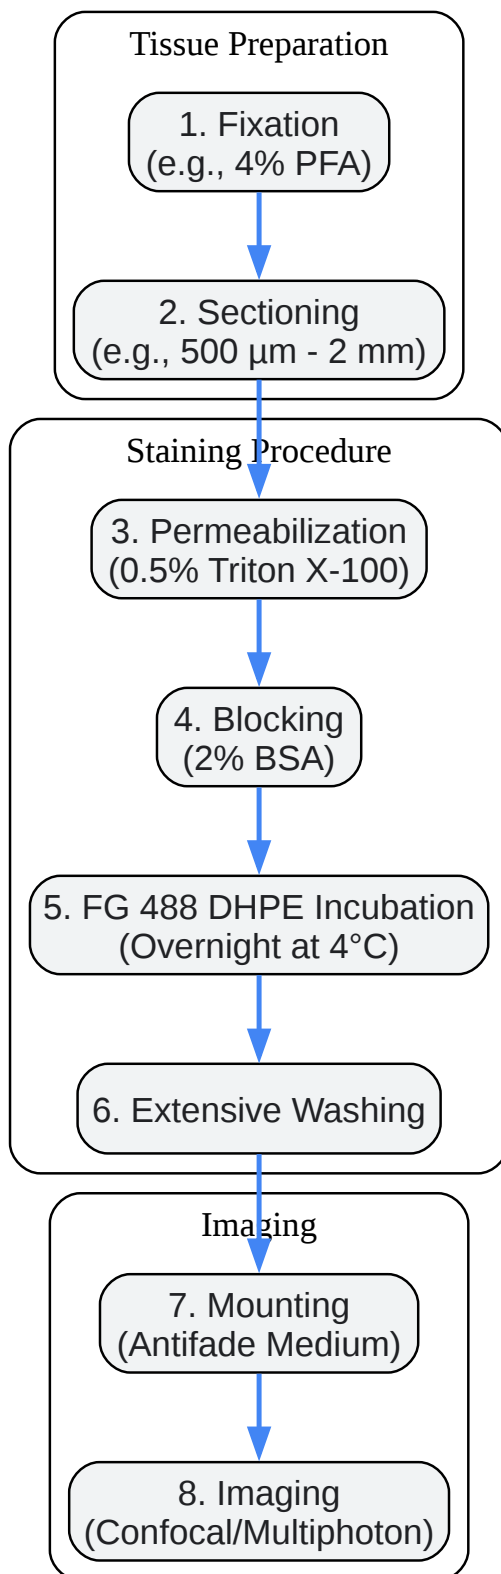 Tissue Preparation
1. Fixation
(e.g., 4% PFA)
2. Sectioning
(e.g., 500 µm - 2 mm)
Staining Procedure
3. Permeabilization
(0.5% Triton X-100)
4. Blocking
(2% BSA)
5. FG 488 DHPE Incubation
(Overnight at 4°C)
6. Extensive Washing
Imaging
7. Mounting
(Antifade Medium)
8. Imaging
(Confocal/Multiphoton)